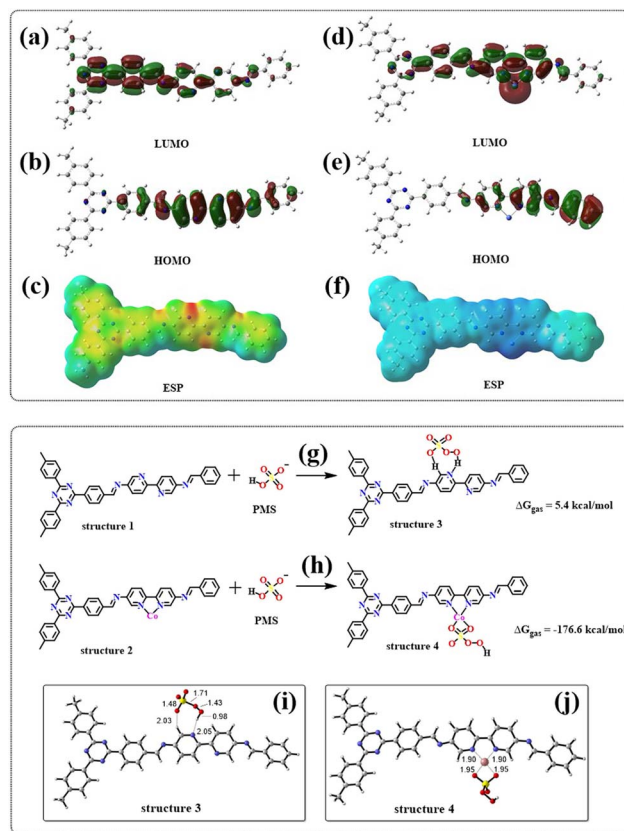 (a)
(d)
LUMO
LUMO
(b)
(e)
HOMO
HOMO
(c)
(f)
ESP
ESP
(g)
structure 1
+
PMS
structure 3
ΔGgas = 5.4 kcal/mol
(h)
structure 2
+
PMS
structure 4
ΔGgas = -176.6 kcal/mol
(i)
1.71
1.48
1.43
0.98
2.03
2.05
structure 3
(j)
1.90
1.90
1.95
1.95
structure 4